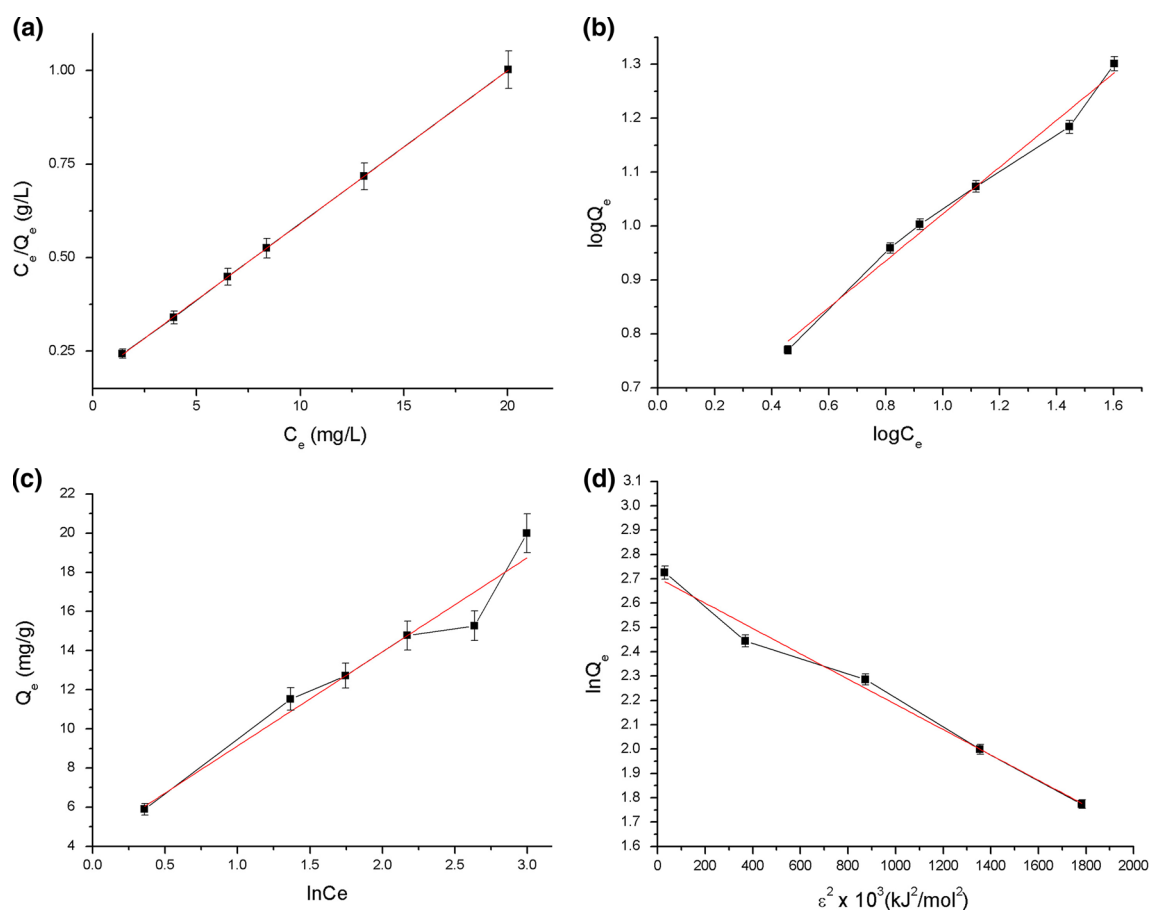 (a)
1.00
0.75
0.50
0.25
Cₑ/Qₑ (g/L)
0 5 10 15 20
Cₑ (mg/L)
(b)
1.3
1.2
1.1
1.0
0.9
0.8
0.7
logQₑ
0.0 0.2 0.4 0.6 0.8 1.0 1.2 1.4 1.6
logCₑ
(c)
22
20
18
16
14
12
10
8
6
4
Qₑ (mg/g)
0.0 0.5 1.0 1.5 2.0 2.5 3.0
lnCe
(d)
3.1
3.0
2.9
2.8
2.7
2.6
2.5
2.4
2.3
2.2
2.1
2.0
1.9
1.8
1.7
1.6
lnQₑ
0 200 400 600 800 1000 1200 1400 1600 1800 2000
ε² x 10³(kJ²/mol²)